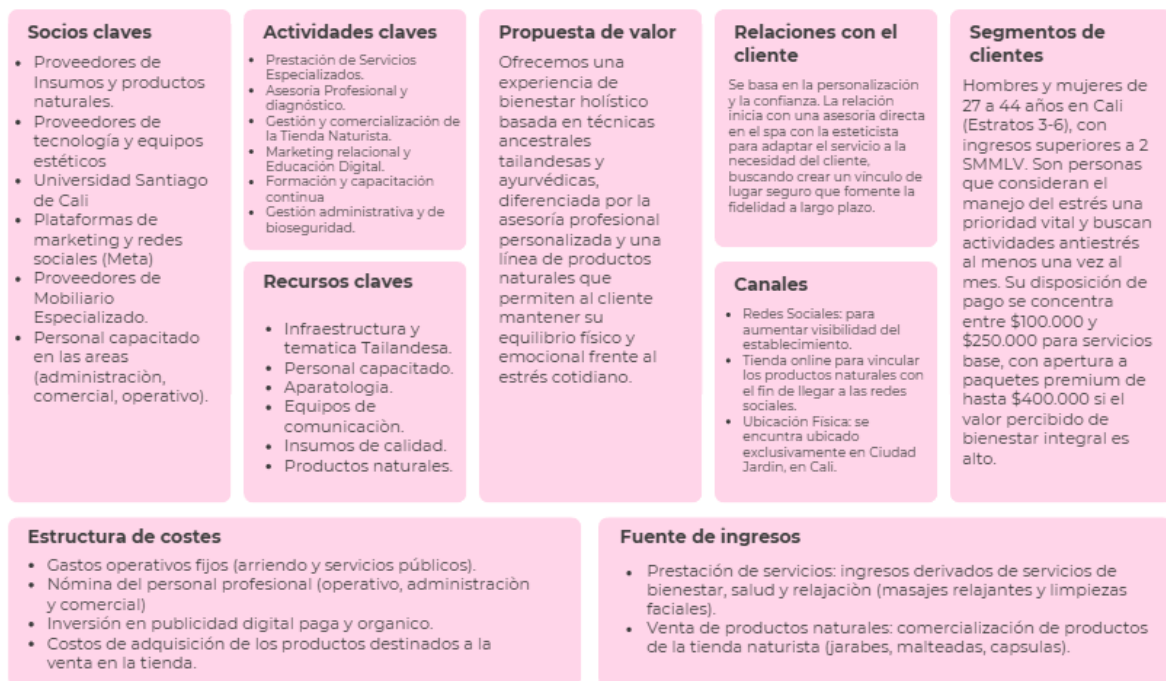 Socios claves
• Proveedores de
Insumos y productos
naturales.
• Proveedores de
tecnología y equipos
estéticos
• Universidad Santiago
de Cali
• Plataformas de
marketing y redes
sociales (Meta)
• Proveedores de
Mobiliario
Especializado.
• Personal capacitado
en las areas
(administraciòn,
comercial, operativo).
Actividades claves
• Prestación de Servicios
Especializados.
• Asesoría Profesional y
diagnóstico.
• Gestión y comercialización de
la Tienda Naturista.
• Marketing relacional y
Educación Digital.
• Formación y capacitación
continua
• Gestión administrativa y de
bioseguridad.
Recursos claves
• Infraestructura y
tematica Tailandesa.
• Personal capacitado.
• Aparatologia.
• Equipos de
comunicaciòn.
• Insumos de calidad.
• Productos naturales.
Propuesta de valor
Ofrecemos una
experiencia de
bienestar holístico
basada en técnicas
ancestrales
tailandesas y
ayurvédicas,
diferenciada por la
asesoría profesional
personalizada y una
línea de productos
naturales que
permiten al cliente
mantener su
equilibrio físico y
emocional frente al
estrés cotidiano.
Relaciones con el
cliente
Se basa en la personalización
y la confianza. La relación
inicia con una asesoría directa
en el spa con la esteticista
para adaptar el servicio a la
necesidad del cliente,
buscando crear un vínculo de
lugar seguro que fomente la
fidelidad a largo plazo.
Canales
• Redes Sociales: para
aumentar visibilidad del
establecimiento.
• Tienda online para vincular
los productos naturales con
el fin de llegar a las redes
sociales.
• Ubicación Física: se
encuntra ubicado
exclusivamente en Ciudad
Jardin, en Cali.
Segmentos de
clientes
Hombres y mujeres de
27 a 44 años en Cali
(Estratos 3-6), con
ingresos superiores a 2
SMMLV. Son personas
que consideran el
manejo del estrés una
prioridad vital y buscan
actividades antiestrés
al menos una vez al
mes. Su disposición de
pago se concentra
entre $100.000 y
$250.000 para servicios
base, con apertura a
paquetes premium de
hasta $400.000 si el
valor percibido de
bienestar integral es
alto.
Estructura de costes
• Gastos operativos fijos (arriendo y servicios públicos).
• Nómina del personal profesional (operativo, administraciòn
y comercial)
• Inversión en publicidad digital paga y organico.
• Costos de adquisición de los productos destinados a la
venta en la tienda.
Fuente de ingresos
• Prestación de servicios: ingresos derivados de servicios de
bienestar, salud y relajaciòn (masajes relajantes y limpiezas
faciales).
• Venta de productos naturales: comercialización de productos
de la tienda naturista (jarabes, malteadas, capsulas).